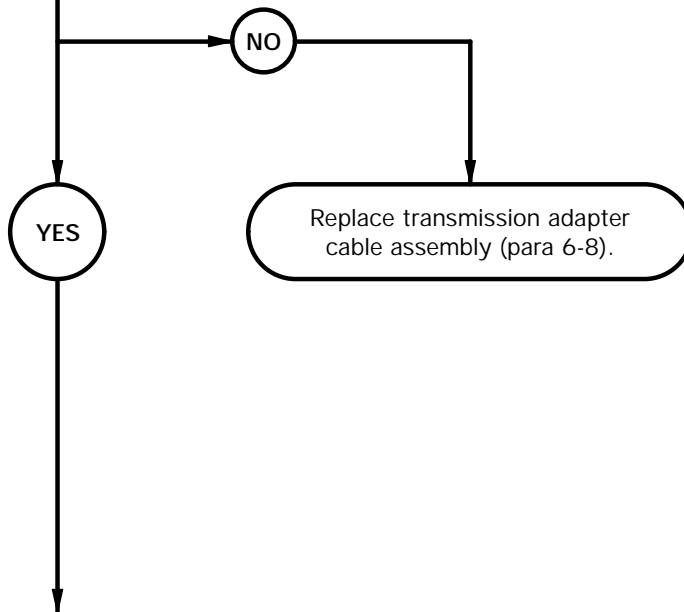 NO
YES
Replace transmission adapter
cable assembly (para 6-8).